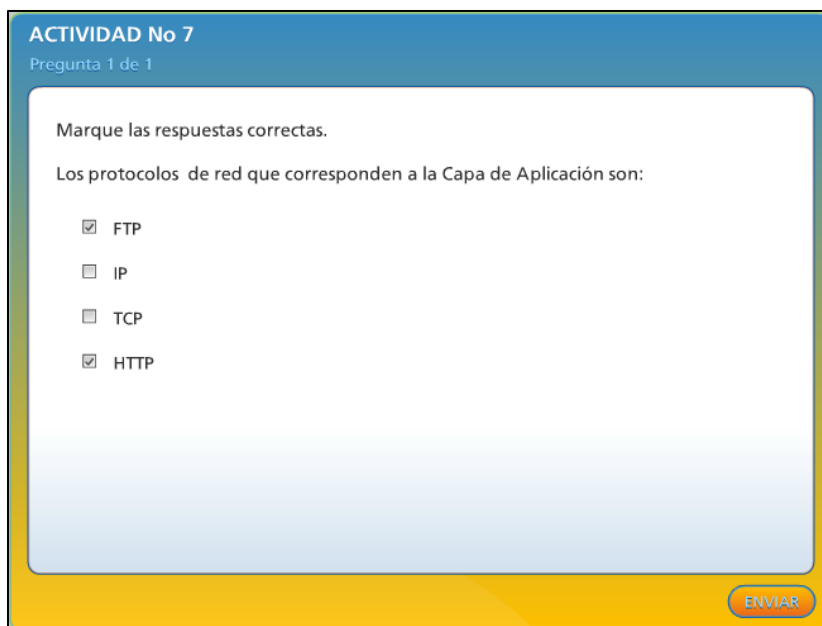 ACTIVIDAD No 7
Pregunta 1 de 1
Marque las respuestas correctas.
Los protocolos de red que corresponden a la Capa de Aplicación son:
FTP
IP
TCP
HTTP
ENVIAR